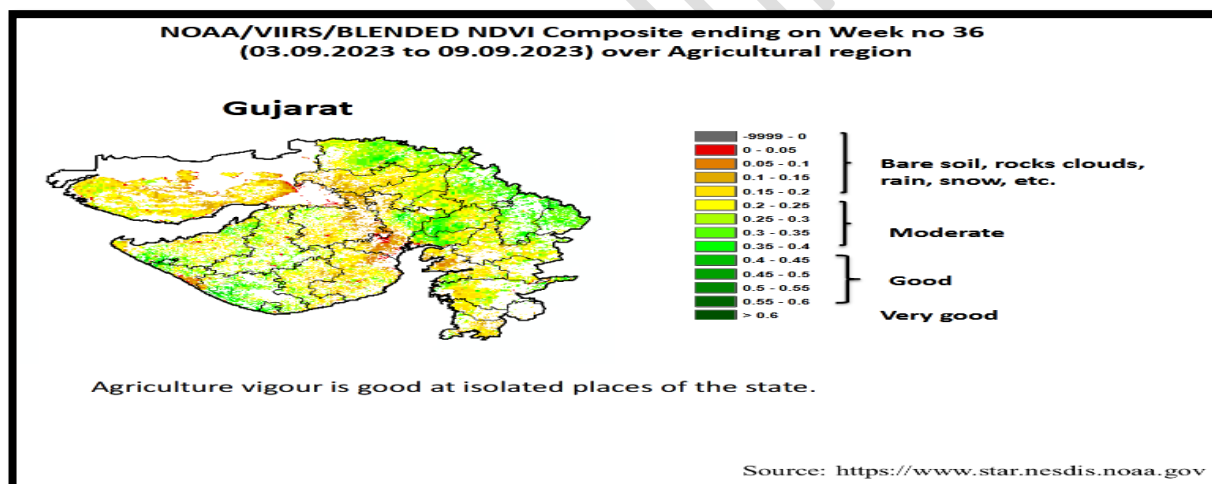 NOAA/VIIRS/BLENDED NDVI Composite ending on Week no 36
(03.09.2023 to 09.09.2023) over Agricultural region
Gujarat
-9999 - 0
0 - 0.05
0.05 - 0.1
0.1 - 0.15
0.15 - 0.2
0.2 - 0.25
0.25 - 0.3
0.3 - 0.35
0.35 - 0.4
0.4 - 0.45
0.45 - 0.5
0.5 - 0.55
0.55 - 0.6
> 0.6
Bare soil, rocks clouds,
rain, snow, etc.
Moderate
Good
Very good
Agriculture vigour is good at isolated places of the state.
Source: https://www.star.nesdis.noaa.gov